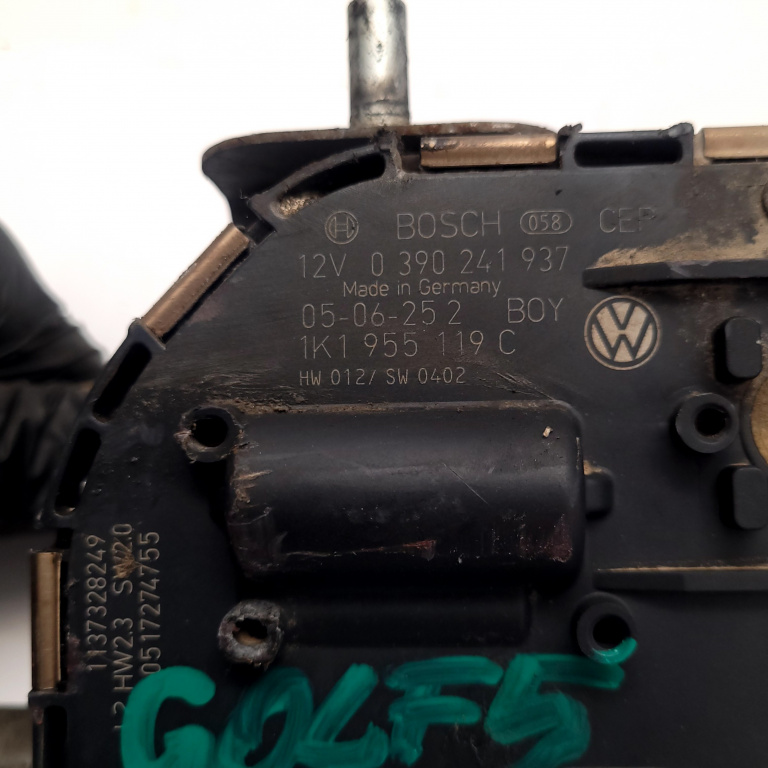 BOSCH 058 CEP
12V 0 390 241 937
Made in Germany
05-06-25 2 BOY
1K1 955 119 C
HW 012/ SW 0402
1137328249
HW2.3 SW2.0
0517274755
GOLF5